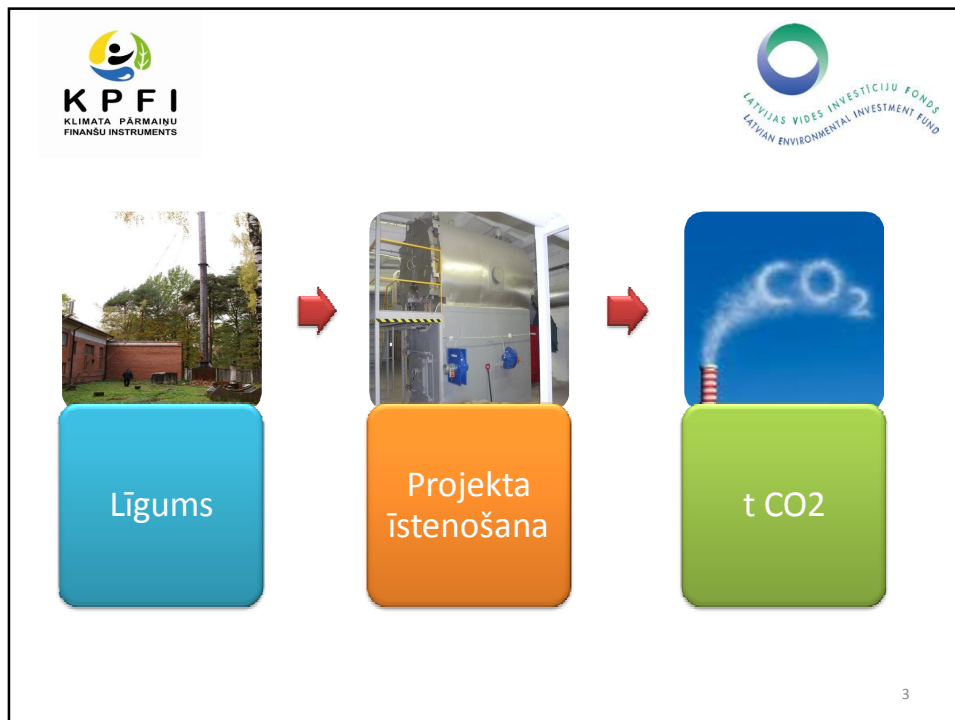 KPFI
KLIMATA PĀRMAIŅU
FINANŠU INSTRUMENTS
LATVIJAS VIDES INVESTĪCIJU FONDS
LATVIAN ENVIRONMENTAL INVESTMENT FUND
CO2
Līgums
Projekta
īstenošana
t CO2
3